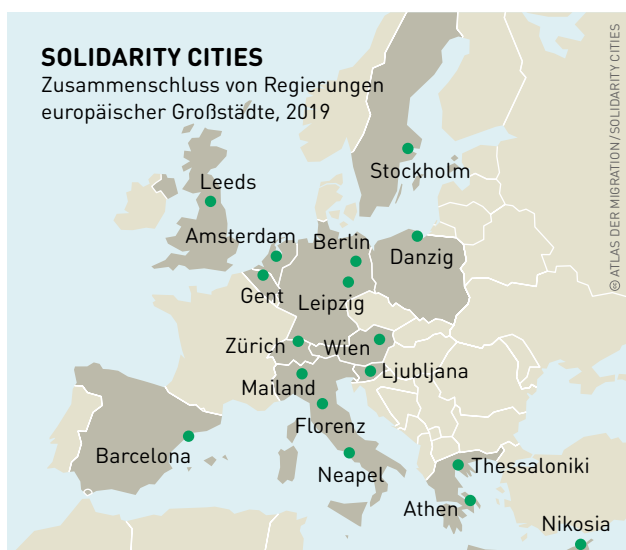 SOLIDARITY CITIES
Zusammenschluss von Regierungen
europäischer Großstädte, 2019
Stockholm
Leeds
Amsterdam
Berlin
Danzig
Gent
Leipzig
Zürich
Wien
Ljubljana
Mailand
Florenz
Barcelona
Neapel
Thessaloniki
Athen
Nikosia
ATLAS DER MIGRATION/SOLIDARITY CITIES